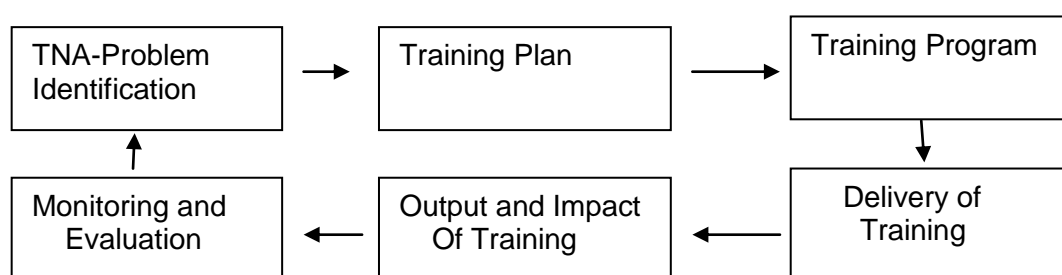 TNA-Problem
Identification
Training Plan
Training Program
Delivery of
Training
Output and Impact
Of Training
Monitoring and
Evaluation